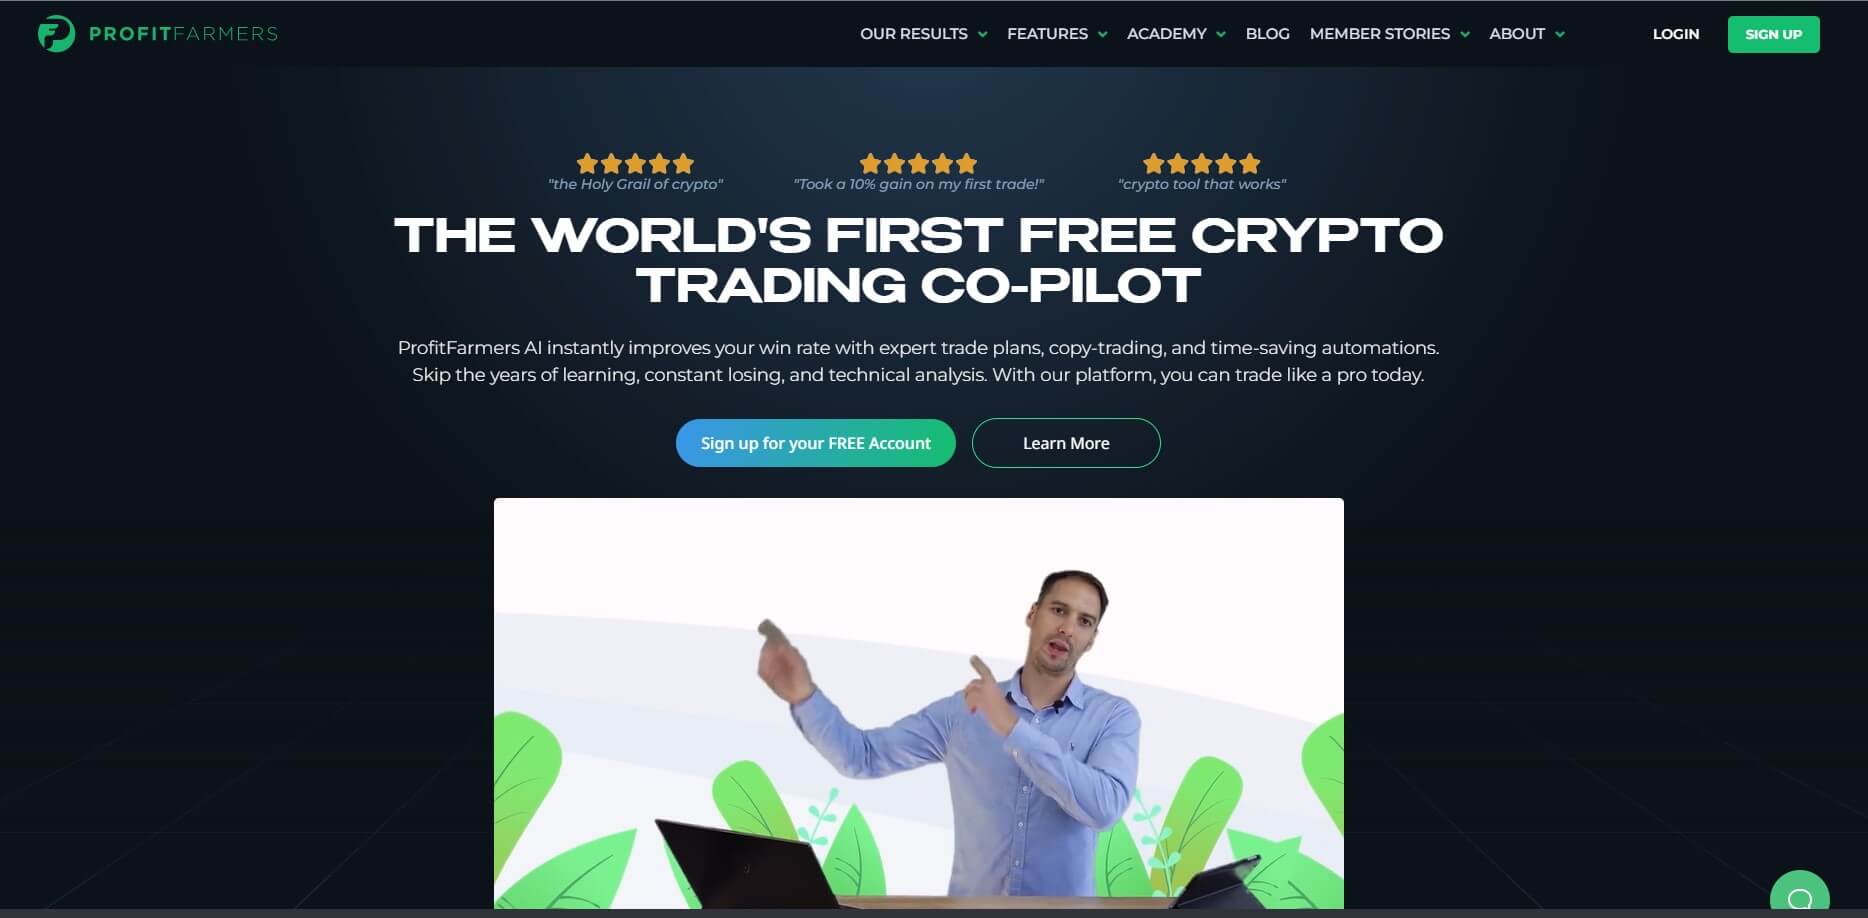 PROFITFARMERS
OUR RESULTS
FEATURES
ACADEMY
BLOG
MEMBER STORIES
ABOUT
LOGIN
SIGN UP
"the Holy Grail of crypto"
"Took a 10% gain on my first trade!"
"crypto tool that works"
THE WORLD'S FIRST FREE CRYPTO
TRADING CO-PILOT
ProfitFarmers AI instantly improves your win rate with expert trade plans, copy-trading, and time-saving automations.
Skip the years of learning, constant losing, and technical analysis. With our platform, you can trade like a pro today.
Sign up for your FREE Account
Learn More